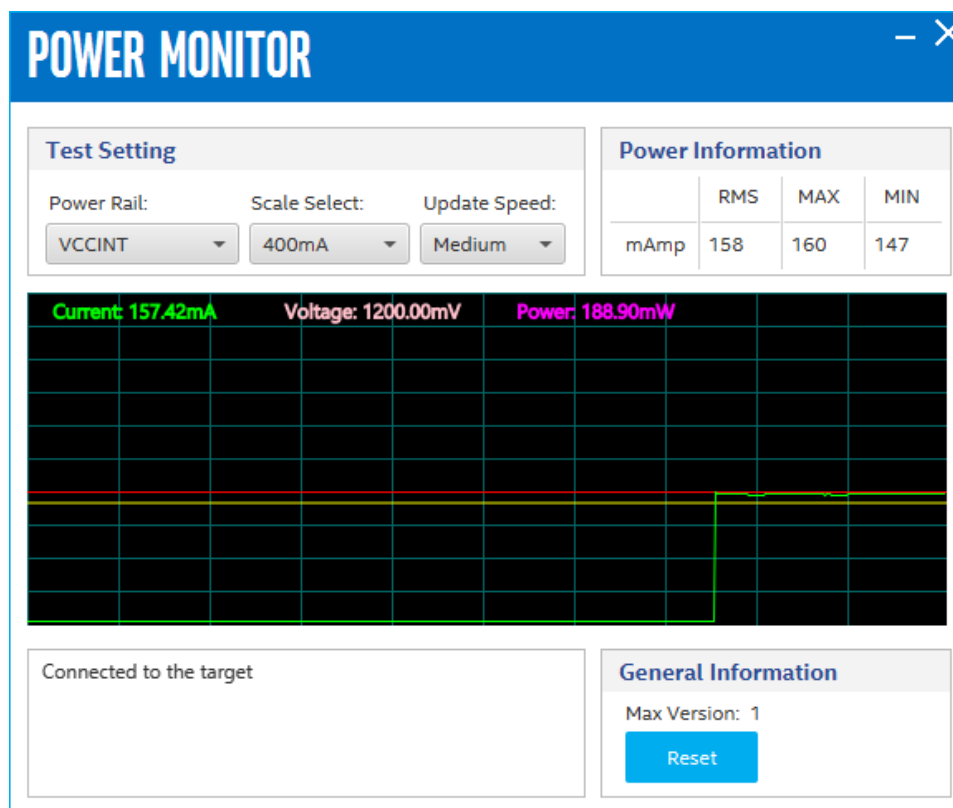 POWER MONITOR
Test Setting
Power Rail: Scale Select: Update Speed:
VCCINT 400mA Medium
Power Information
RMS MAX MIN
mAmp 158 160 147
Current: 157.42mA Voltage: 1200.00mV Power: 188.90mW
Connected to the target
General Information
Max Version: 1
Reset